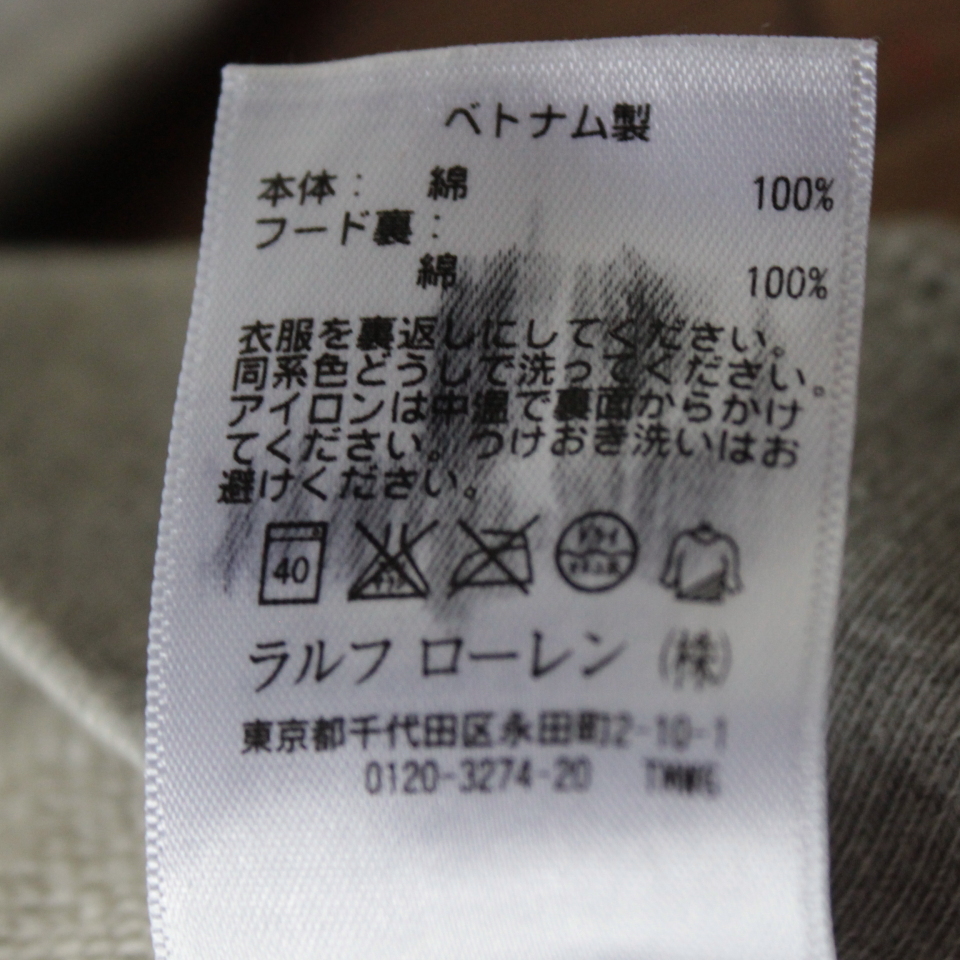 ベトナム製
本体： 綿 100%
フード裏：
綿 100%
衣服を裏返しにしてください。
同系色どうしで洗ってください。
アイロンは中温で裏面からかけ
てください。つけおき洗いはお
避けください。
40
ラルフ ローレン (株)
東京都千代田区永田町2-10-1
0120-3274-20